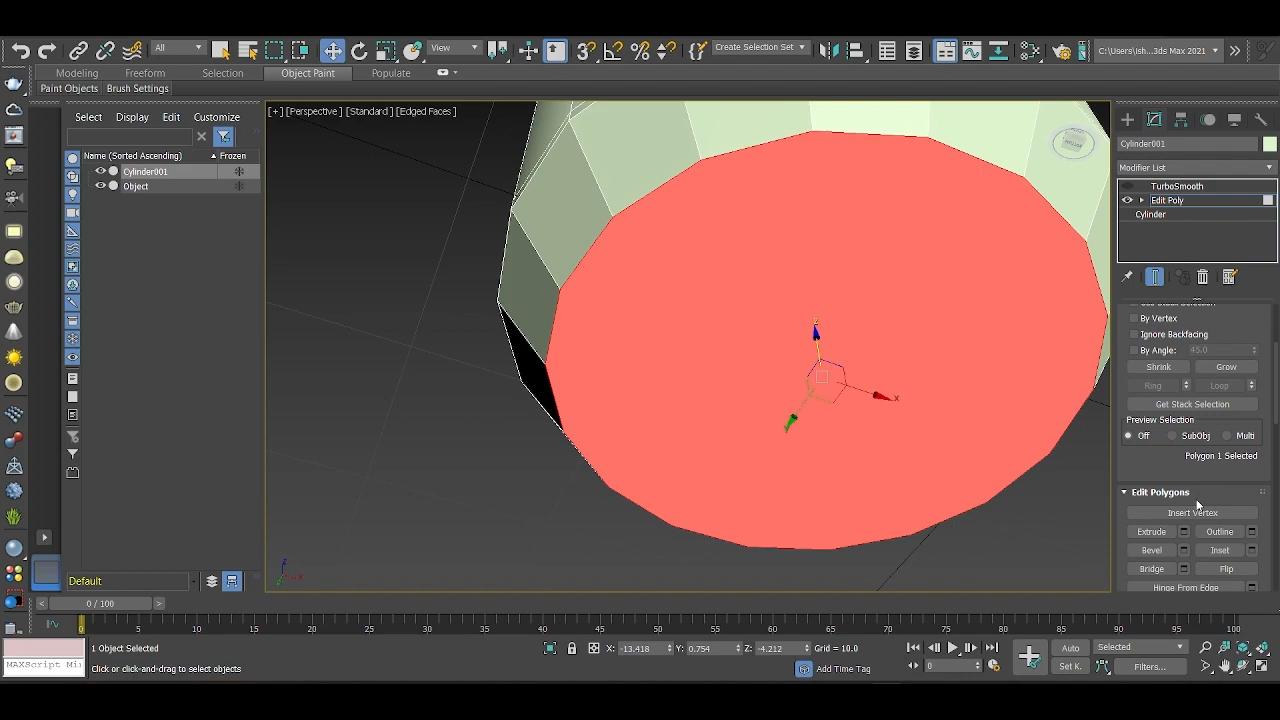 All
View
Create Selection Set
C:\Users\ish...3ds Max 2021
Modeling Freeform Selection Object Paint Populate
Paint Objects Brush Settings
Select Display Edit Customize
Name (Sorted Ascending) Frozen
Cylinder001
Object
[+] [Perspective] [Standard] [Edged Faces]
Cylinder001
Modifier List
TurboSmooth
Edit Poly
Cylinder
By Vertex
Ignore Backfacing
By Angle: 45.0
Shrink Grow
Ring Loop
Get Stack Selection
Preview Selection
Off SubObj Multi
Polygon 1 Selected
Edit Polygons
Insert Vertex
Extrude Outline
Bevel Inset
Bridge Flip
Hinge From Edge
z
x
Default
0 / 100
0 5 10 15 20 25 30 35 40 45 50 55 60 65 70 75 80 85 90 95 100
1 Object Selected
X: -13.418 Y: 0.754 Z: -4.212 Grid = 10.0
Auto Selected
MAXScript Mi
Click or click-and-drag to select objects
Add Time Tag
0
Set K. Filters...